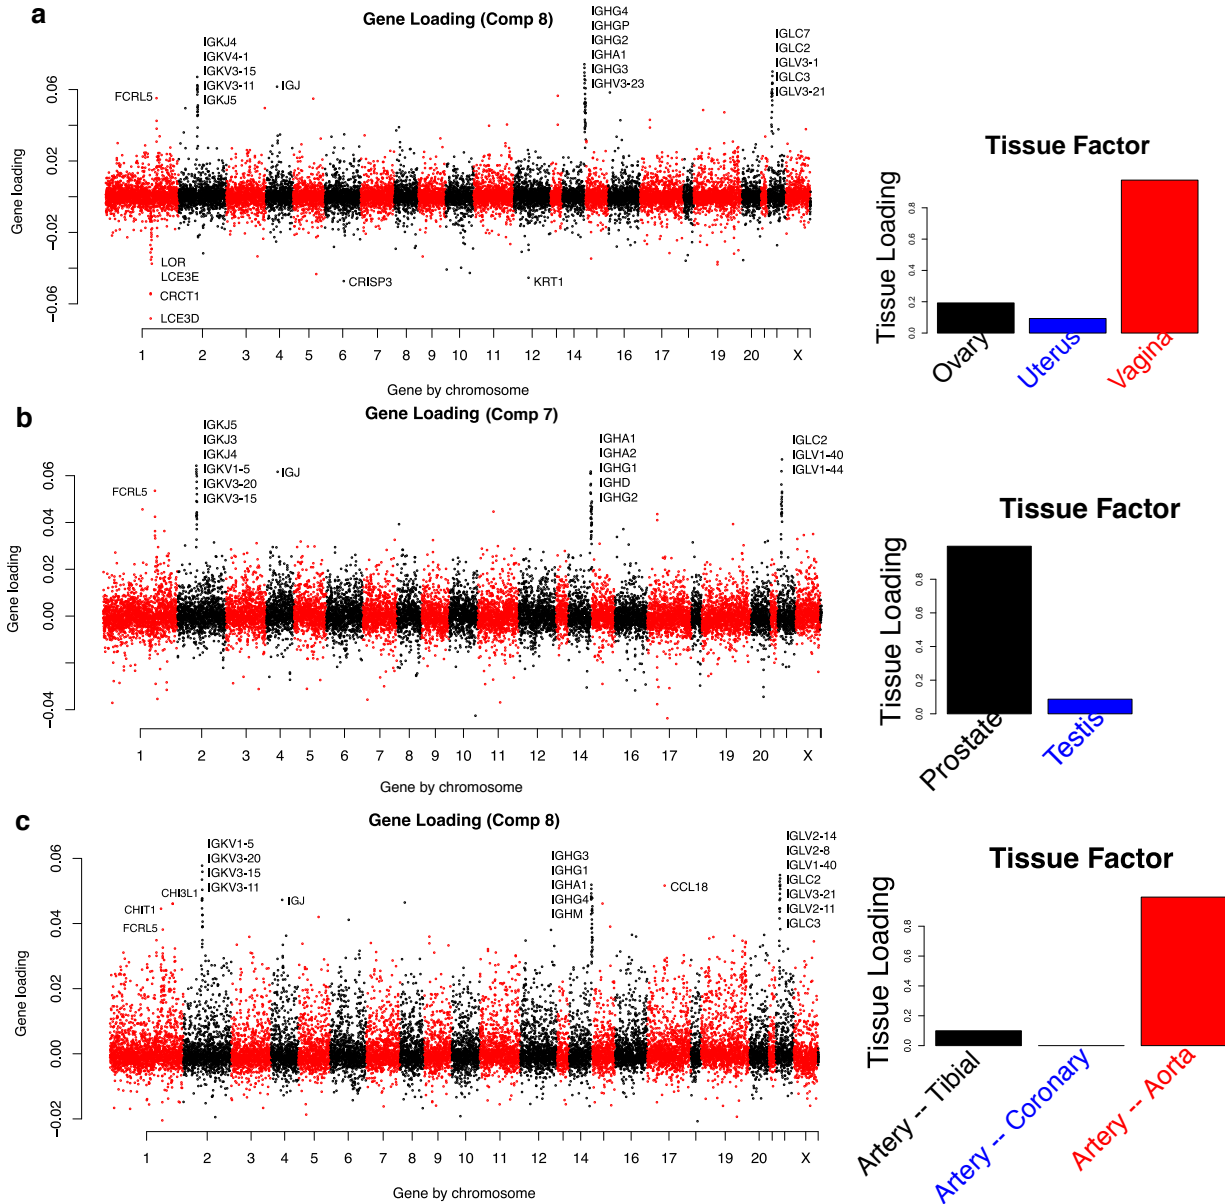 a
Gene Loading (Comp 8)
IGKJ4
IGKV4-1
IGKV3-15
IGKV3-11
IGKJ5
FCRL5
IGJ
IGHG4
IGHGP
IGHG2
IGHA1
IGHG3
IGHV3-23
IGLC7
IGLC2
IGLV3-1
IGLC3
IGLV3-21
LOR
LCE3E
CRCT1
LCE3D
CRISP3
KRT1
Gene loading
0.06
0.02
−0.02
−0.06
1 2 3 4 5 6 7 8 9 10 11 12 14 16 17 19 20 X
Gene by chromosome
Tissue Factor
Tissue Loading
0.8
0.6
0.4
0.2
0.0
Ovary
Uterus
Vagina
b
Gene Loading (Comp 7)
IGKJ5
IGKJ3
IGKJ4
IGKV1-5
IGKV3-20
IGKV3-15
FCRL5
IGJ
IGHA1
IGHA2
IGHG1
IGHD
IGHG2
IGLC2
IGLV1-40
IGLV1-44
Gene loading
0.06
0.04
0.02
0.00
−0.04
1 2 3 4 5 6 7 8 9 10 11 12 14 16 17 19 20 X
Gene by chromosome
Tissue Factor
Tissue Loading
0.8
0.6
0.4
0.2
0.0
Prostate
Testis
c
Gene Loading (Comp 8)
IGKV1-5
IGKV3-20
IGKV3-15
IGKV3-11
CHI3L1
CHIT1
FCRL5
IGJ
IGHG3
IGHG1
IGHA1
IGHG4
IGHM
CCL18
IGLV2-14
IGLV2-8
IGLV1-40
IGLC2
IGLV3-21
IGLV2-11
IGLC3
Gene loading
0.06
0.04
0.02
0.00
−0.02
1 2 3 4 5 6 7 8 9 10 11 12 14 16 17 19 20 X
Gene by chromosome
Tissue Factor
Tissue Loading
0.8
0.6
0.4
0.2
0.0
Artery -- Tibial
Artery -- Coronary
Artery -- Aorta